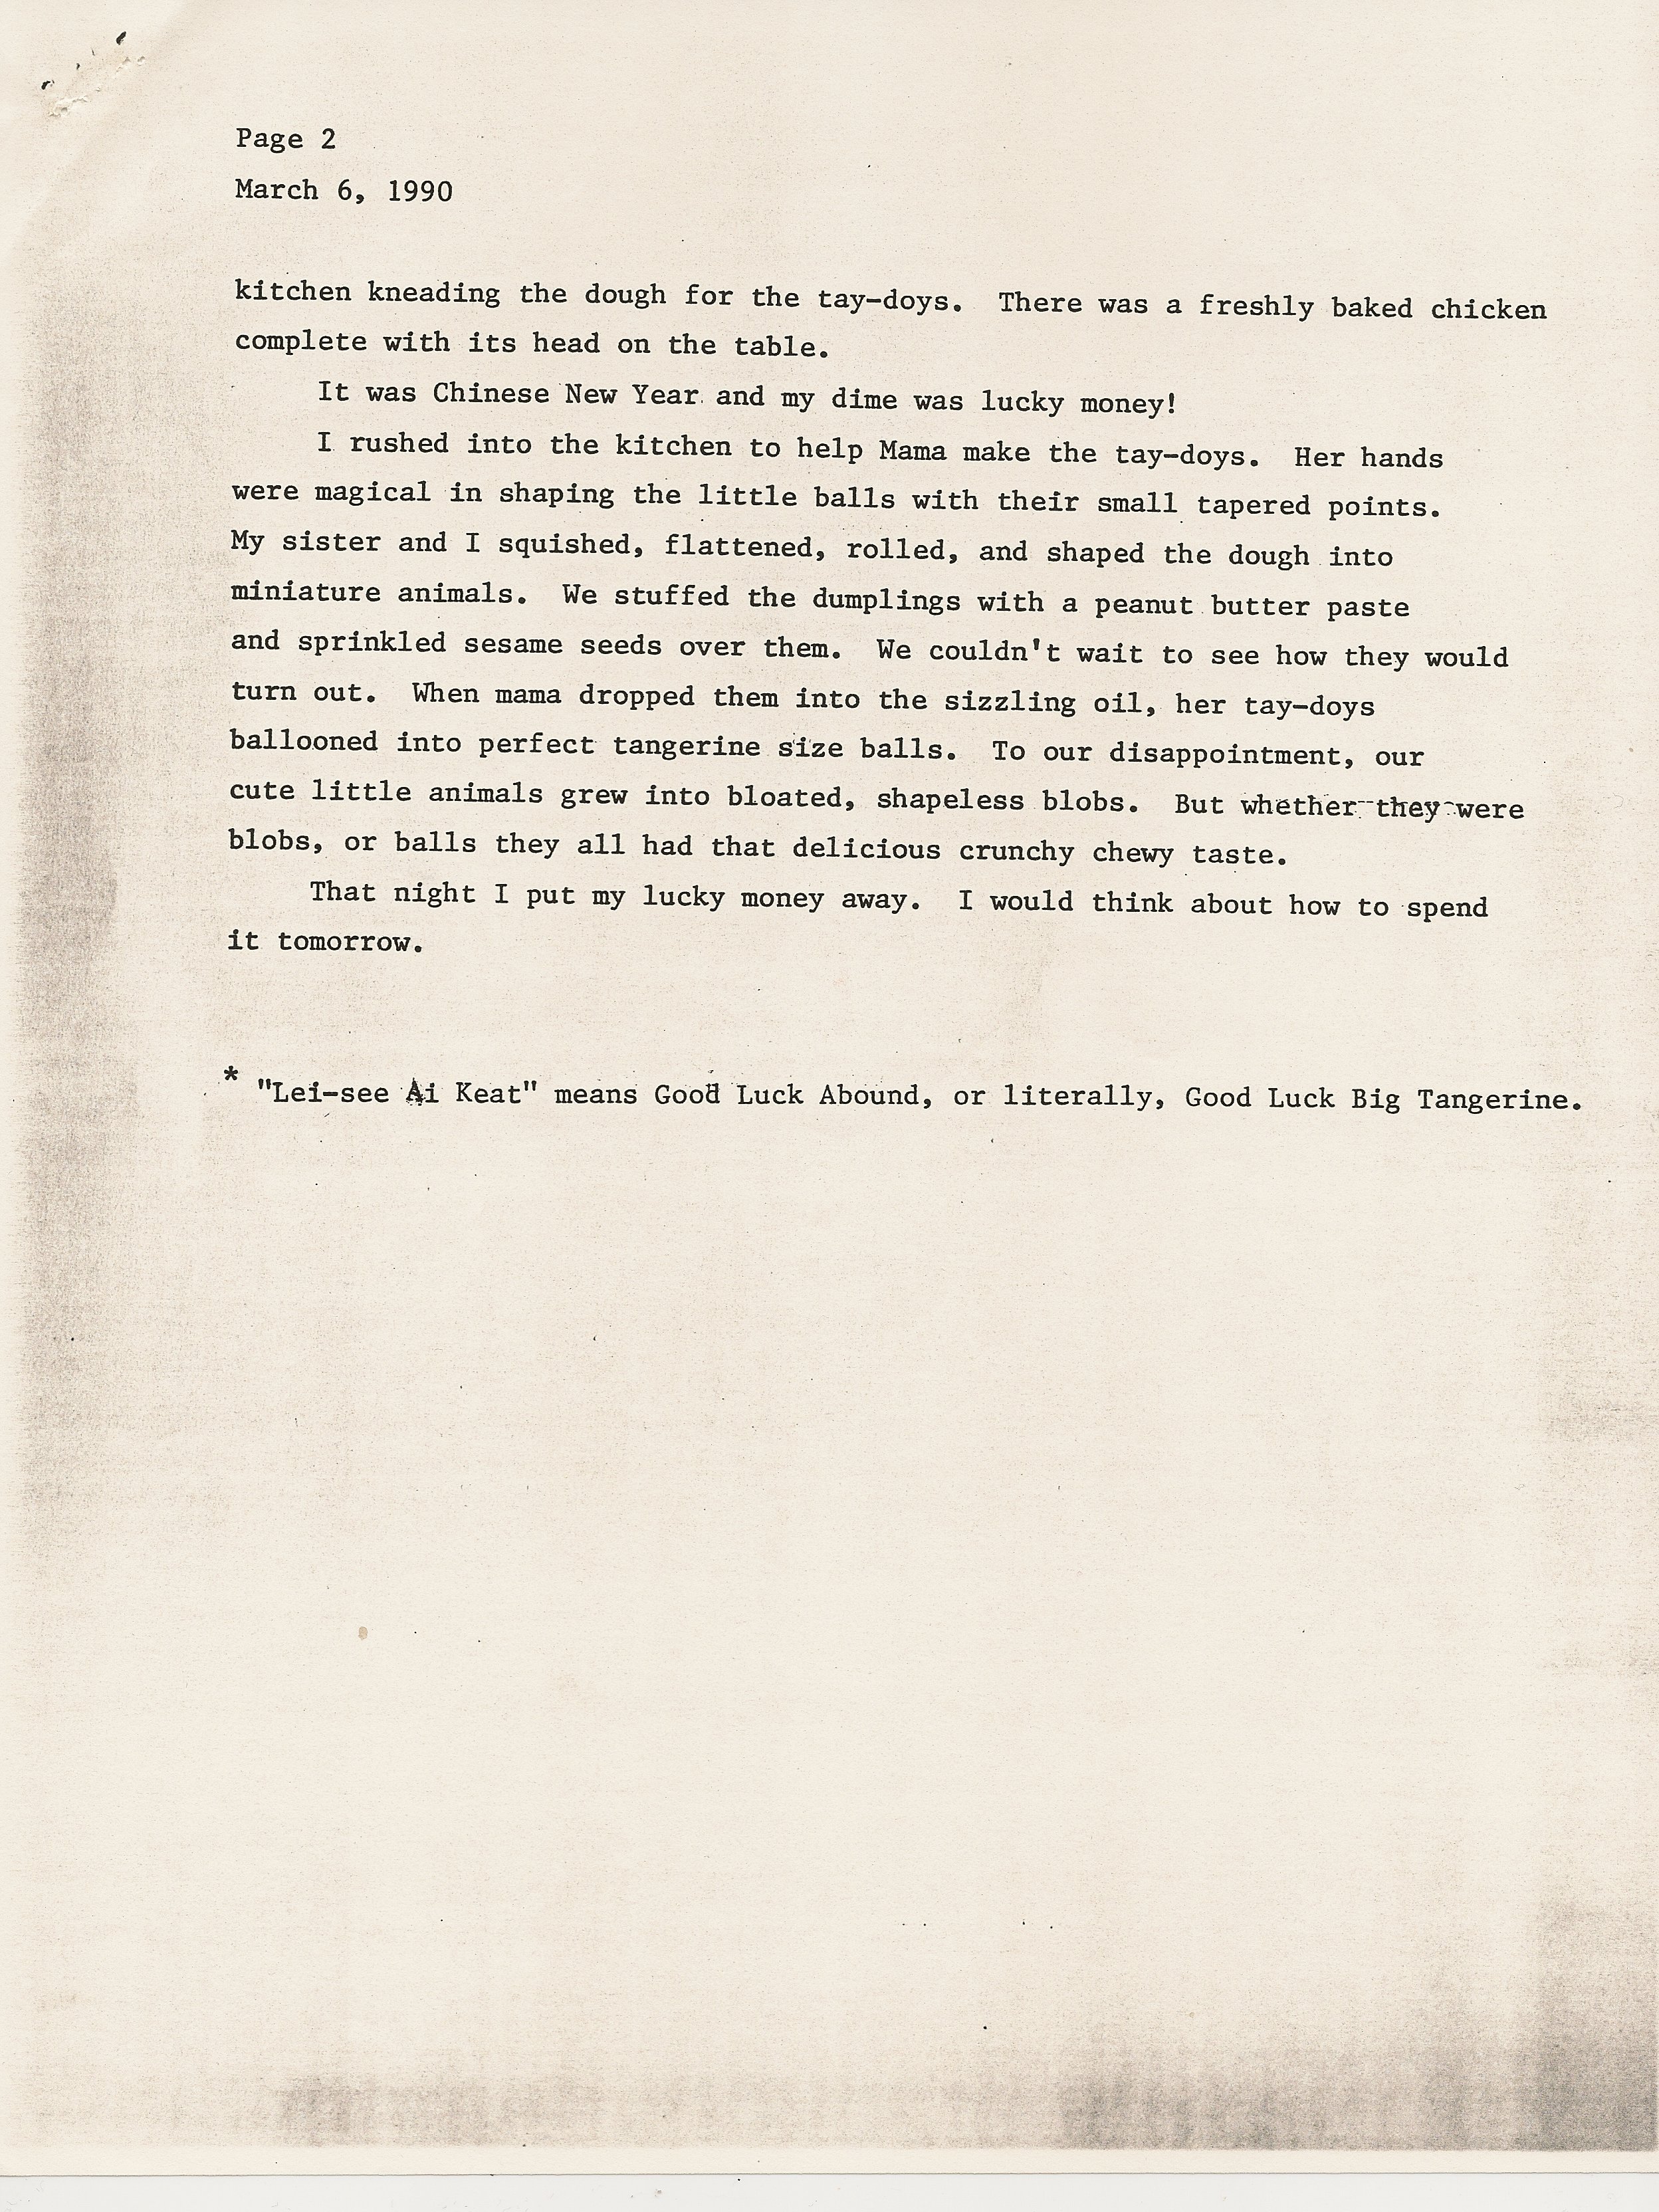 Page 2
March 6, 1990
kitchen kneading the dough for the tay-doys.  There was a freshly baked chicken
complete with its head on the table.
It was Chinese New Year and my dime was lucky money!
I rushed into the kitchen to help Mama make the tay-doys.  Her hands
were magical in shaping the little balls with their small tapered points.
My sister and I squished, flattened, rolled, and shaped the dough into
miniature animals.  We stuffed the dumplings with a peanut butter paste
and sprinkled sesame seeds over them.  We couldn't wait to see how they would
turn out.  When mama dropped them into the sizzling oil, her tay-doys
ballooned into perfect tangerine size balls.  To our disappointment, our
cute little animals grew into bloated, shapeless blobs.  But whether they were
blobs, or balls they all had that delicious crunchy chewy taste.
That night I put my lucky money away.  I would think about how to spend
it tomorrow.
* "Lei-see Ai Keat" means Good Luck Abound, or literally, Good Luck Big Tangerine.